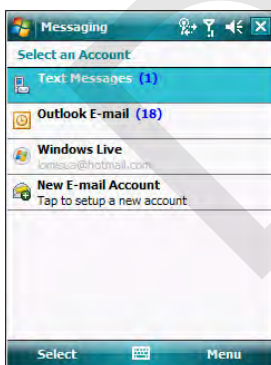 Messaging
Select an Account
Text Messages (1)
Outlook E-mail (18)
Windows Live
New E-mail Account
Tap to setup a new account
Select
Menu